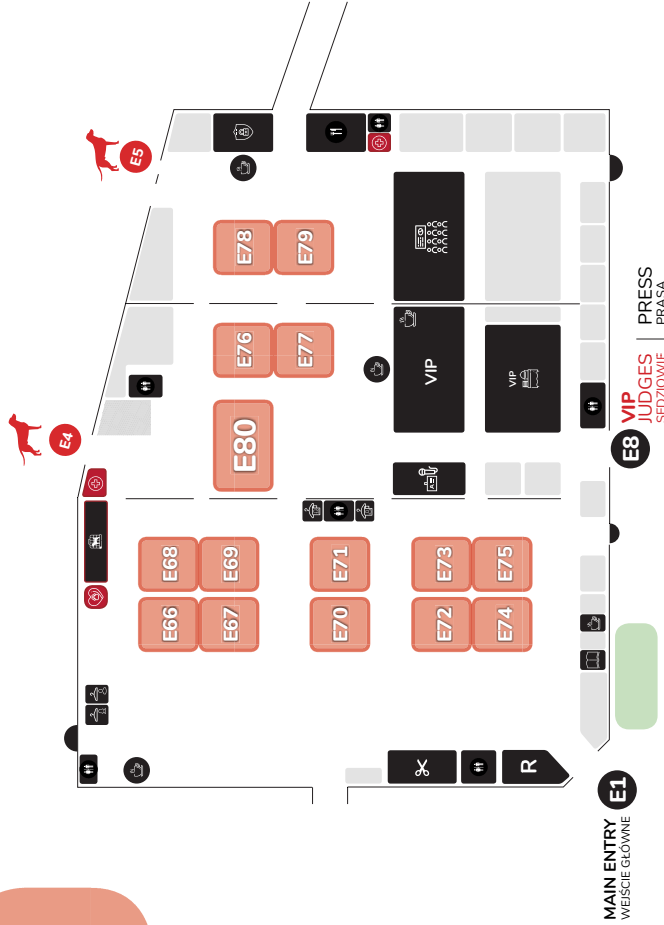 E4
E5
E66
E68
E67
E69
E80
E76
E78
E77
E79
E70
E71
E72
E73
VIP
E74
E75
VIP
R
MAIN ENTRY
WEJŚCIE GŁÓWNE
E1
E8
VIP
JUDGES
SĘDZIOWIE
PRESS
PRASA